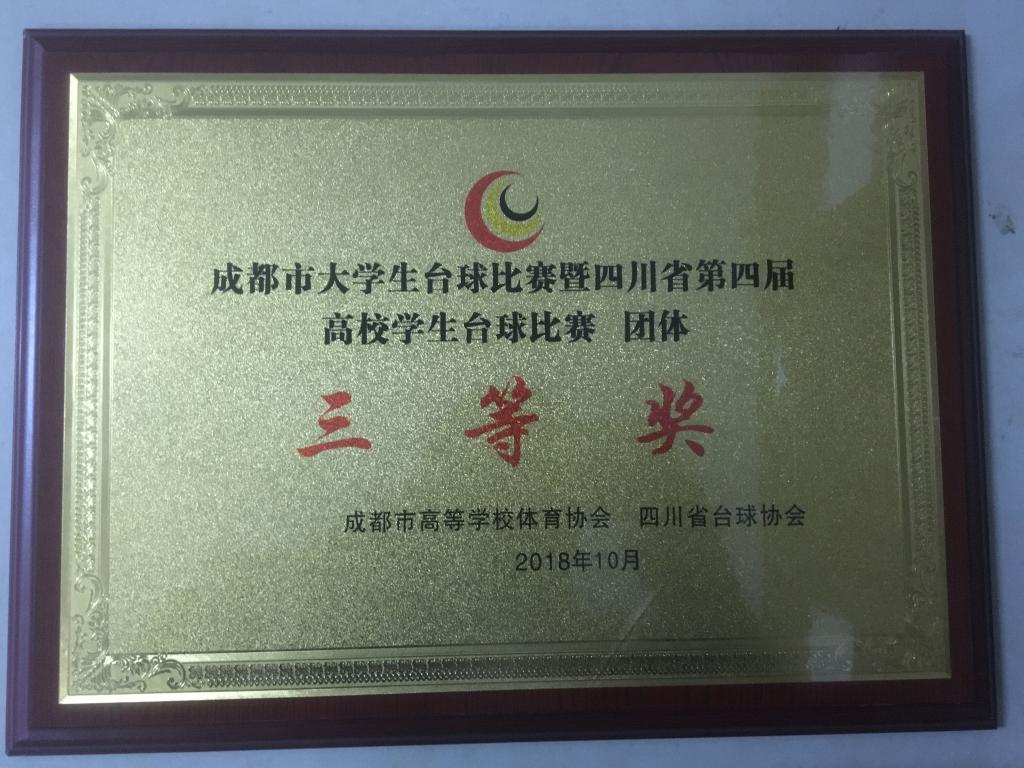 成都市大学生台球比赛暨四川省第四届
高校学生台球比赛 团体
三等奖
成都市高等学校体育协会 四川省台球协会
2018年10月